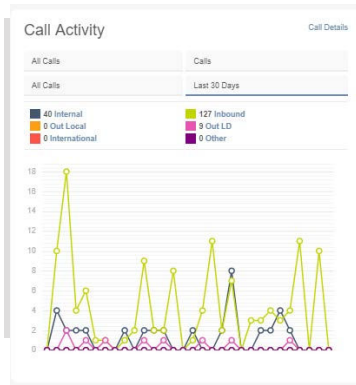 Call Activity
Call Details
All Calls
Calls
All Calls
Last 30 Days
40 Internal
127 Inbound
0 Out Local
9 Out LD
0 International
0 Other
18
16
14
12
10
8
6
4
2
0